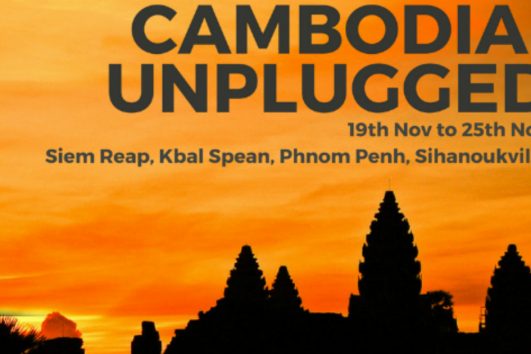 CAMBODIA
UNPLUGGED
19th Nov to 25th No
Siem Reap, Kbal Spean, Phnom Penh, Sihanoukvil